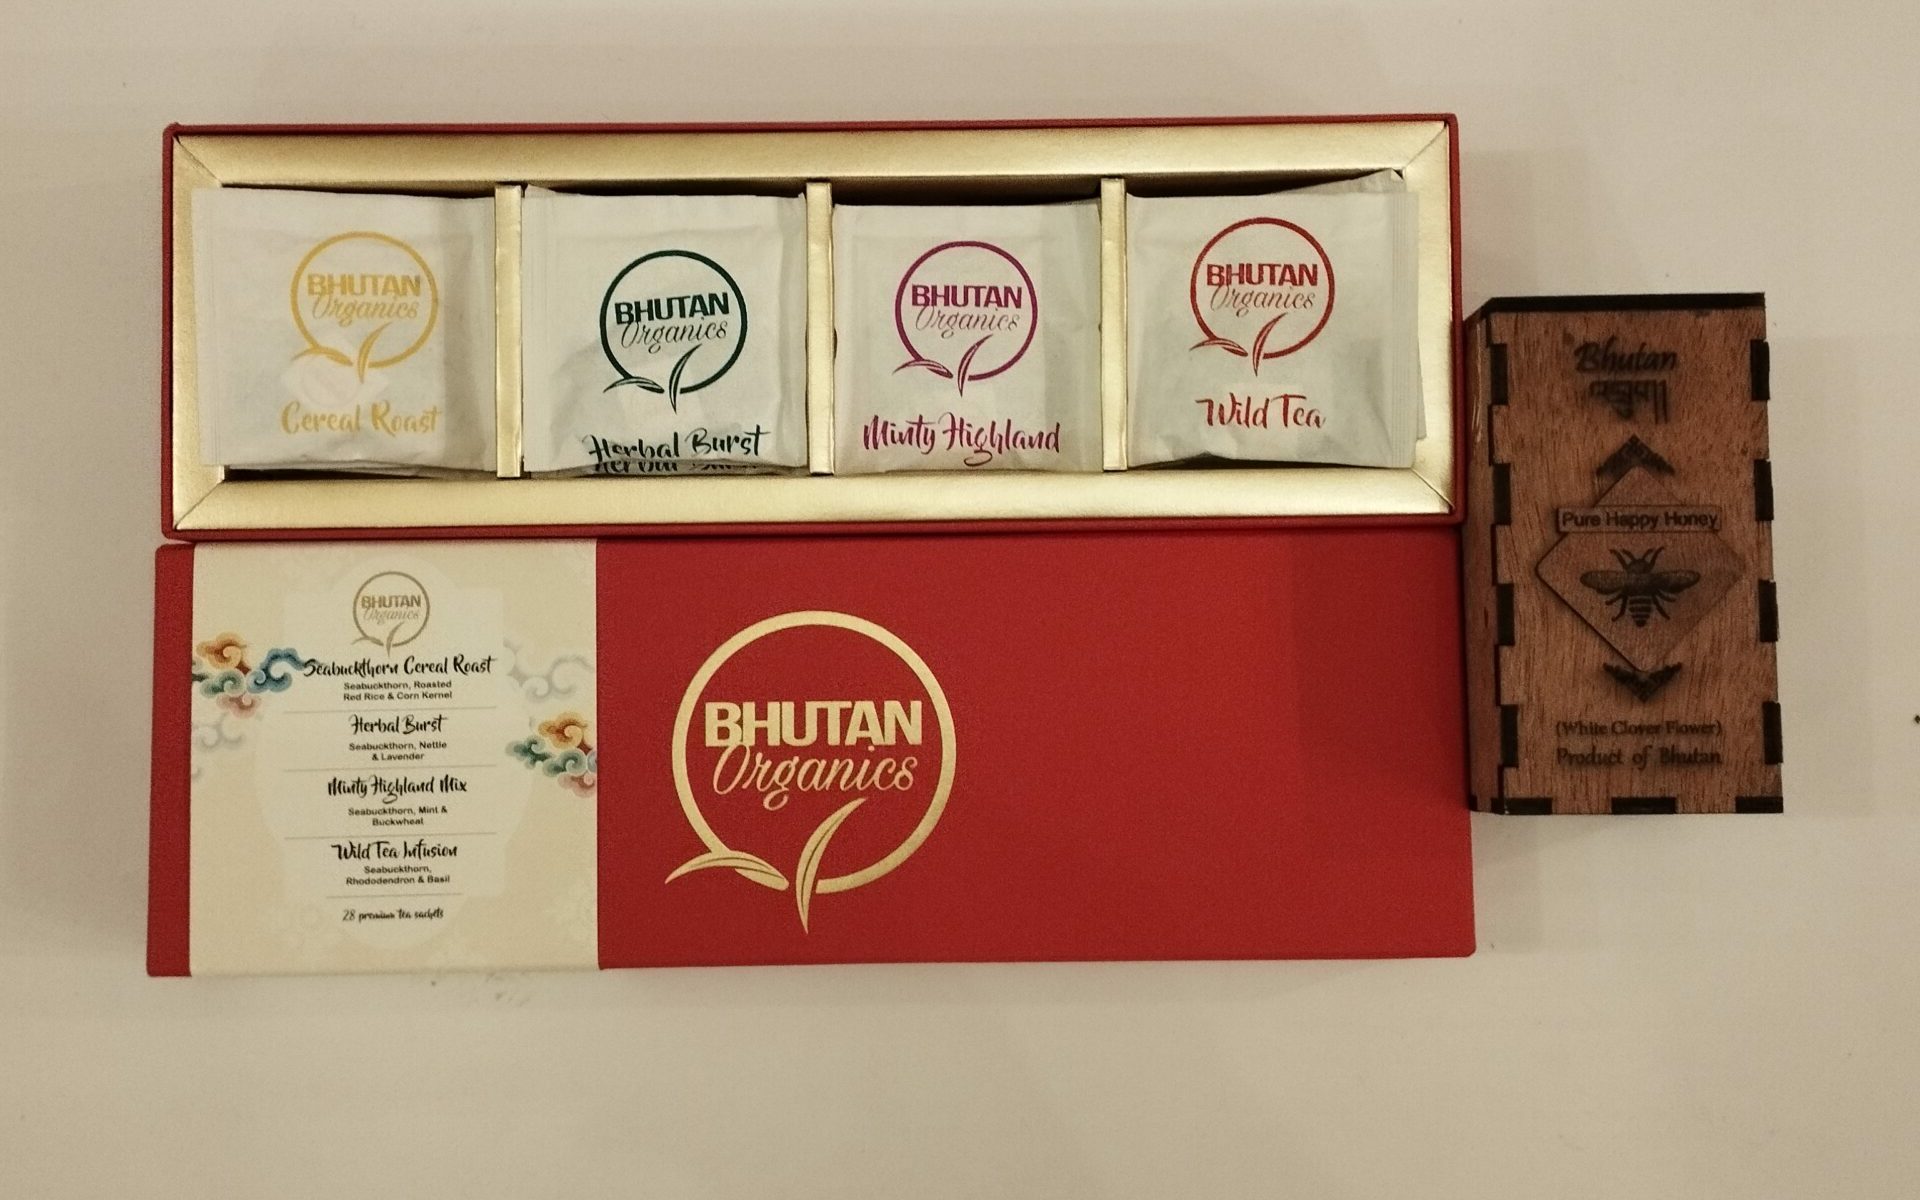 BHUTAN
Organics
Cereal Roast
BHUTAN
Organics
Herbal Burst
Herbal Burst
BHUTAN
Organics
Minty Highland
BHUTAN
Organics
Wild Tea
BHUTAN
Organics
Seabuckthorn Cereal Roast
Seabuckthorn, Roasted
Red Rice & Corn Kernel
Herbal Burst
Seabuckthorn, Nettle
& Lavender
Minty Highland Mix
Seabuckthorn, Mint &
Buckwheat
Wild Tea Infusion
Seabuckthorn,
Rhododendron & Basil
28 premium tea sachets
BHUTAN
Organics
Bhutan
Pure Happy Honey
(White Clover Flower)
Product of Bhutan